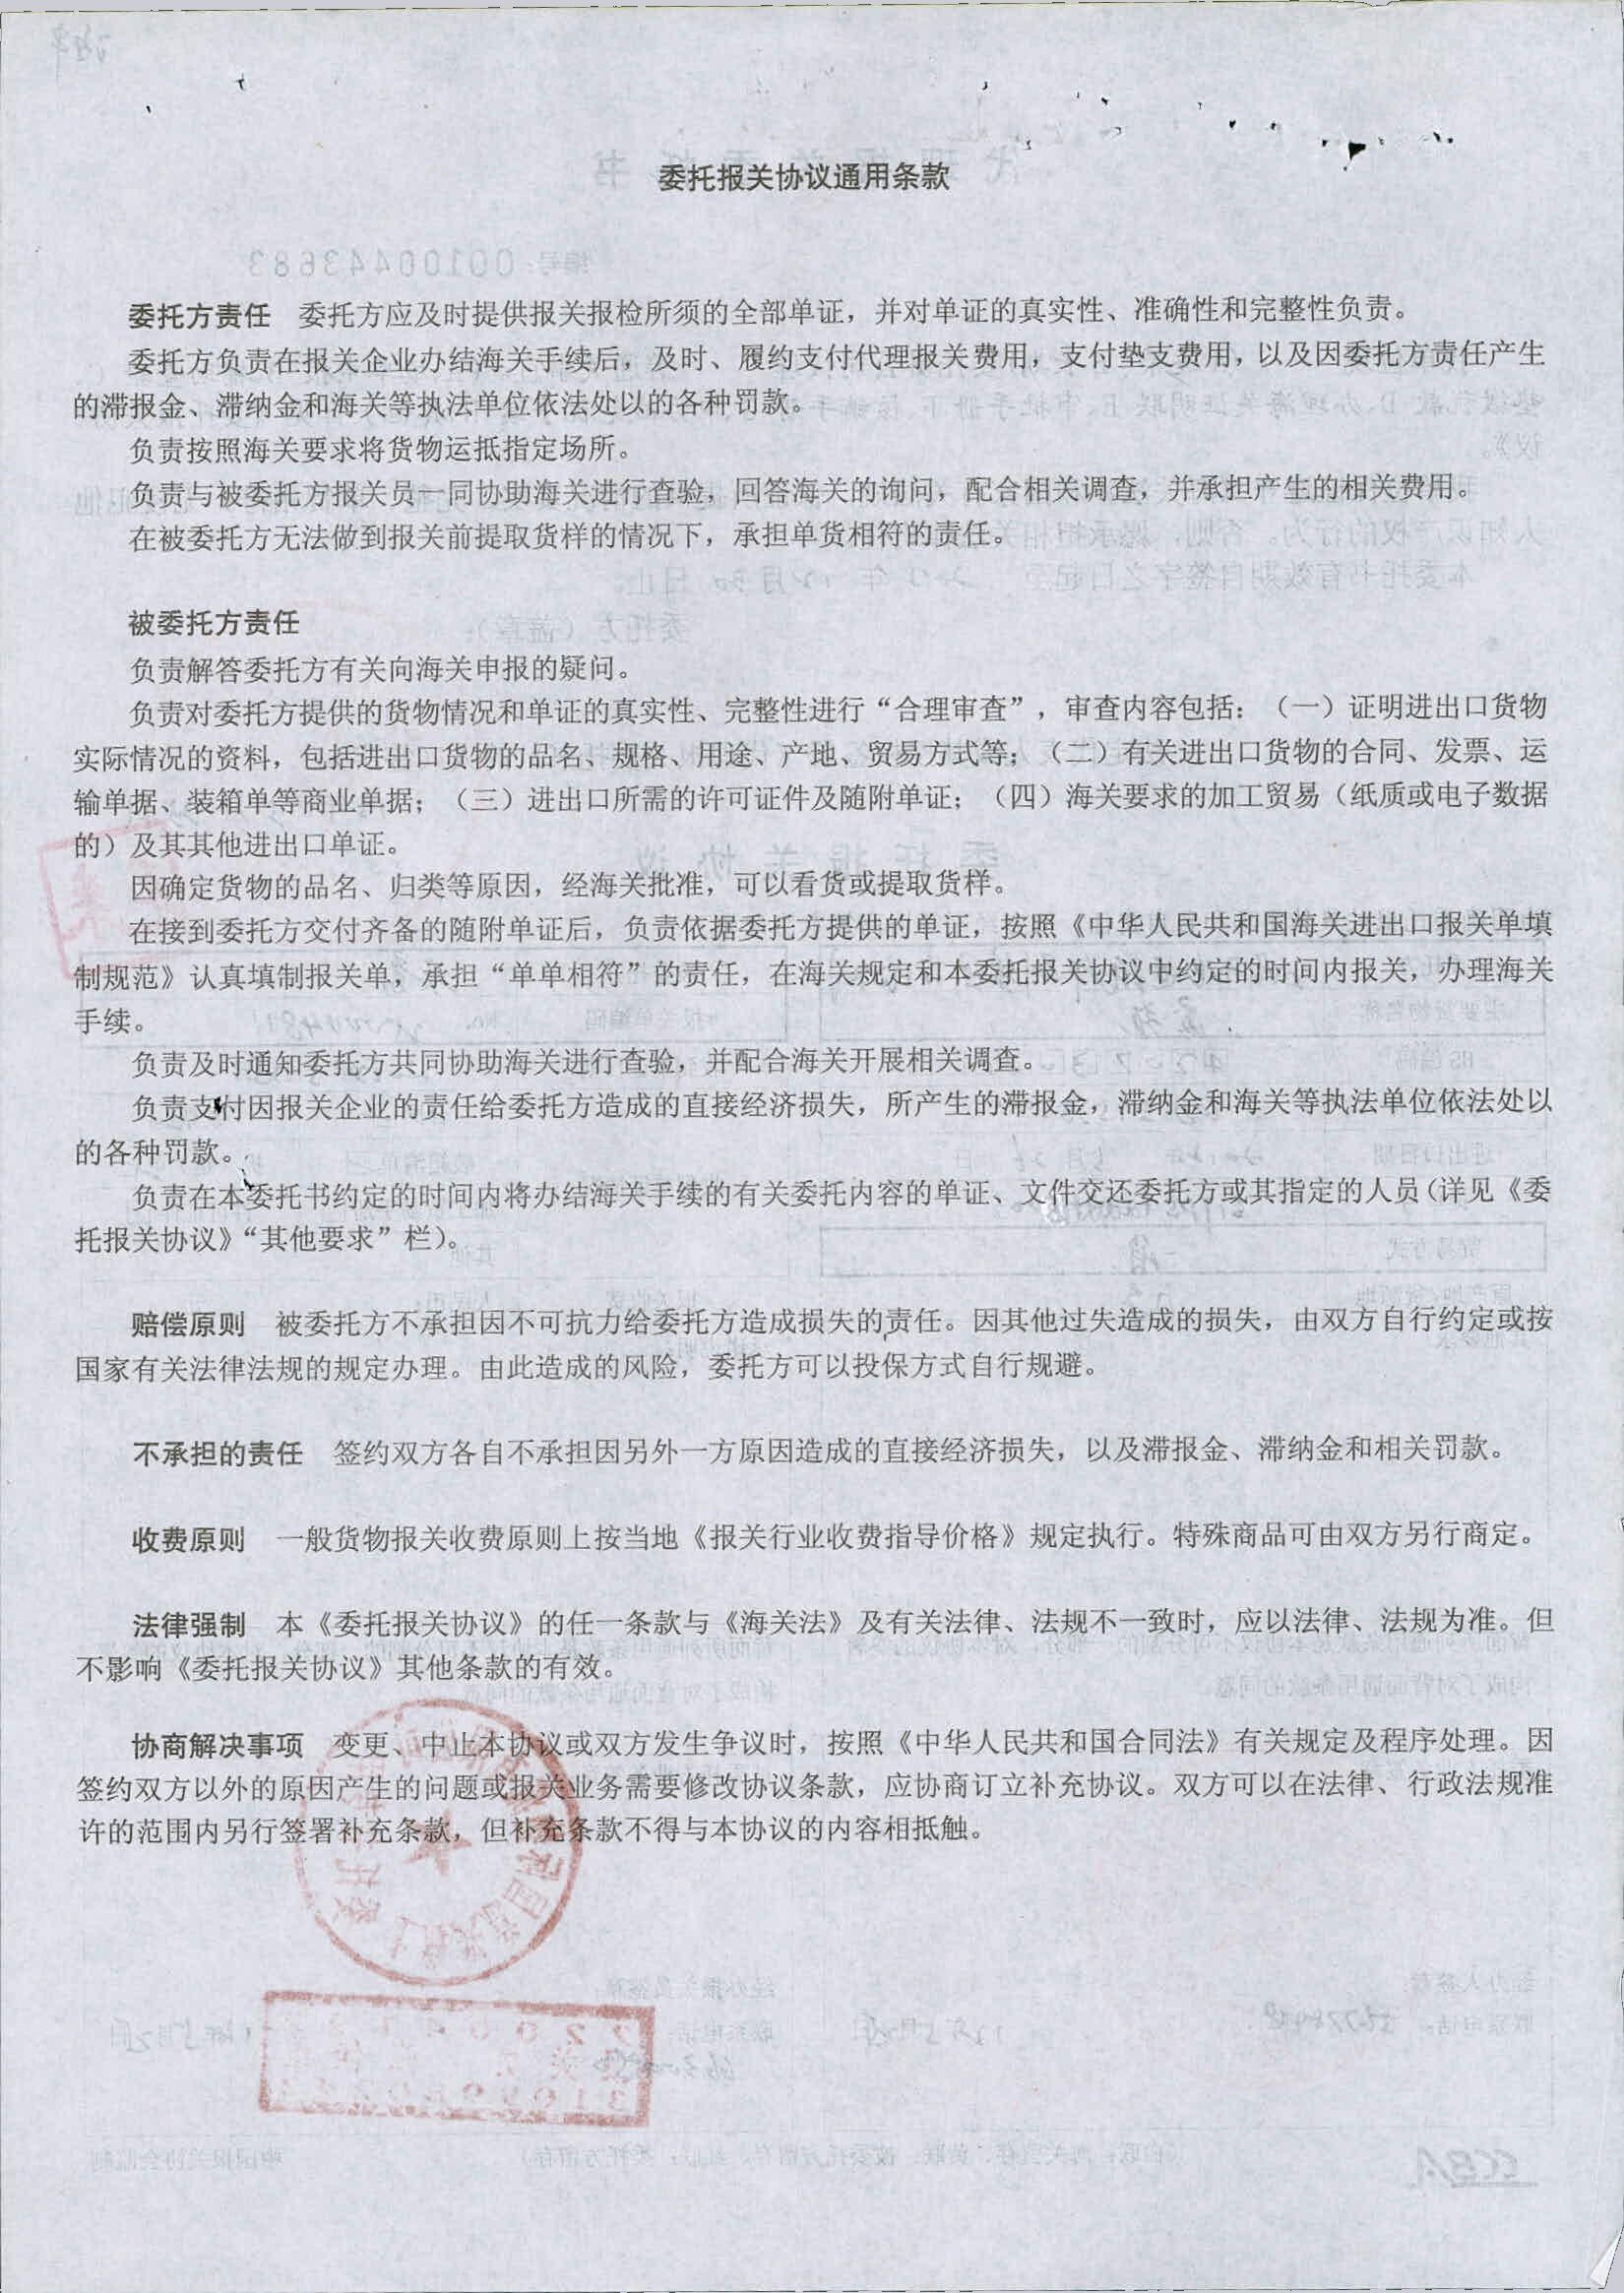 委托报关协议通用条款
委托方责任　委托方应及时提供报关报检所须的全部单证，并对单证的真实性、准确性和完整性负责。
委托方负责在报关企业办结海关手续后，及时、履约支付代理报关费用，支付垫支费用，以及因委托方责任产生
的滞报金、滞纳金和海关等执法单位依法处以的各种罚款。
负责按照海关要求将货物运抵指定场所。
负责与被委托方报关员一同协助海关进行查验，回答海关的询问，配合相关调查，并承担产生的相关费用。
在被委托方无法做到报关前提取货样的情况下，承担单货相符的责任。
被委托方责任
负责解答委托方有关向海关申报的疑问。
负责对委托方提供的货物情况和单证的真实性、完整性进行“合理审查”，审查内容包括：（一）证明进出口货物
实际情况的资料，包括进出口货物的品名、规格、用途、产地、贸易方式等；（二）有关进出口货物的合同、发票、运
输单据、装箱单等商业单据；（三）进出口所需的许可证件及随附单证；（四）海关要求的加工贸易（纸质或电子数据
的）及其其他进出口单证。
因确定货物的品名、归类等原因，经海关批准，可以看货或提取货样。
在接到委托方交付齐备的随附单证后，负责依据委托方提供的单证，按照《中华人民共和国海关进出口报关单填
制规范》认真填制报关单，承担“单单相符”的责任，在海关规定和本委托报关协议中约定的时间内报关，办理海关
手续。
负责及时通知委托方共同协助海关进行查验，并配合海关开展相关调查。
负责支付因报关企业的责任给委托方造成的直接经济损失，所产生的滞报金，滞纳金和海关等执法单位依法处以
的各种罚款。
负责在本委托书约定的时间内将办结海关手续的有关委托内容的单证、文件交还委托方或其指定的人员（详见《委
托报关协议》“其他要求”栏）。
赔偿原则　被委托方不承担因不可抗力给委托方造成损失的责任。因其他过失造成的损失，由双方自行约定或按
国家有关法律法规的规定办理。由此造成的风险，委托方可以投保方式自行规避。
不承担的责任　签约双方各自不承担因另外一方原因造成的直接经济损失，以及滞报金、滞纳金和相关罚款。
收费原则　一般货物报关收费原则上按当地《报关行业收费指导价格》规定执行。特殊商品可由双方另行商定。
法律强制　本《委托报关协议》的任一条款与《海关法》及有关法律、法规不一致时，应以法律、法规为准。但
不影响《委托报关协议》其他条款的有效。
协商解决事项　变更、中止本协议或双方发生争议时，按照《中华人民共和国合同法》有关规定及程序处理。因
签约双方以外的原因产生的问题或报关业务需要修改协议条款，应协商订立补充协议。双方可以在法律、行政法规准
许的范围内另行签署补充条款，但补充条款不得与本协议的内容相抵触。